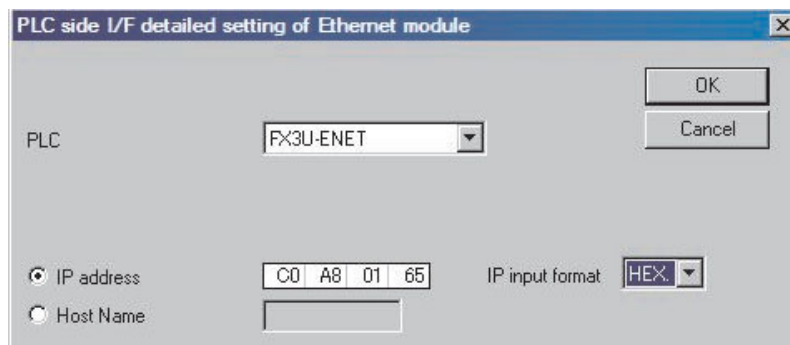 PLC side I/F detailed setting of Ethernet module
OK
PLC FX3U-ENET Cancel
IP address C0 A8 01 65 IP input format HEX.
Host Name